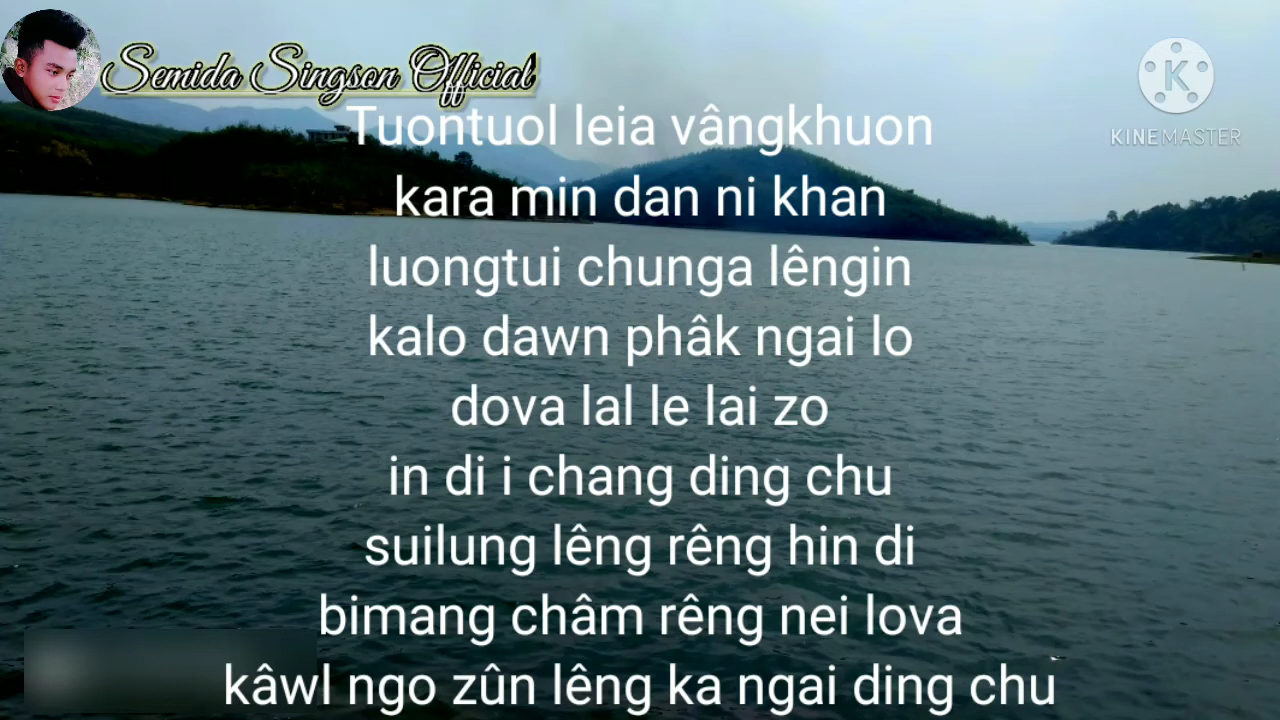 Semida Singson Official
KINEMASTER
Tuontuol leia vângkhuon
kara min dan ni khan
luongtui chunga lêngin
kalo dawn phâk ngai lo
dova lal le lai zo
in di i chang ding chu
suilung lêng rêng hin di
bimang châm rêng nei lova
kâwl ngo zûn lêng ka ngai ding chu